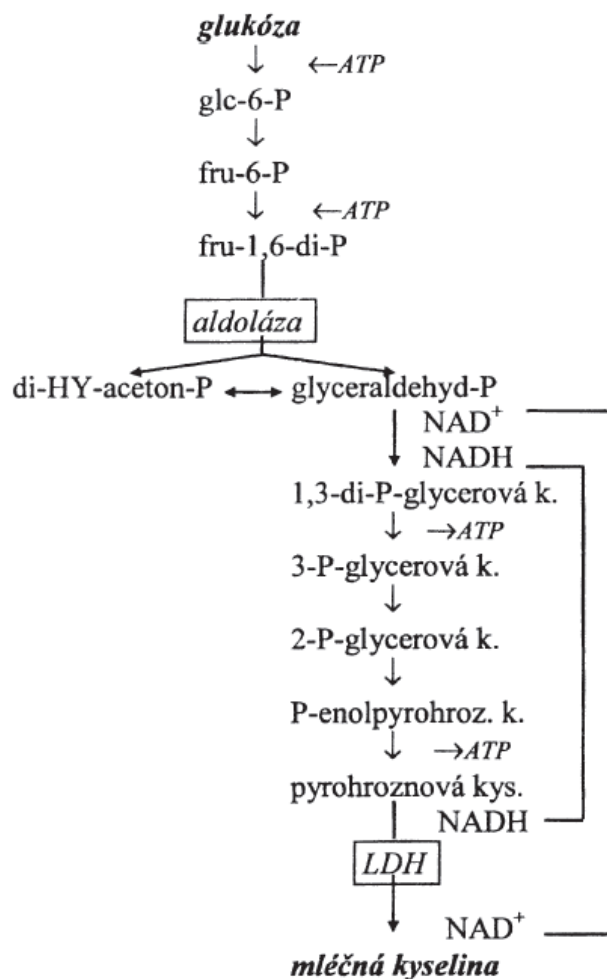 glukóza
↓ ←ATP
glc-6-P
↓
fru-6-P
↓ ←ATP
fru-1,6-di-P
aldoláza
di-HY-aceton-P ↔ glyceraldehyd-P
NAD⁺
NADH
1,3-di-P-glycerová k.
↓ →ATP
3-P-glycerová k.
↓
2-P-glycerová k.
↓
P-enolpyrohroz. k.
↓ →ATP
pyrohroznová kys.
NADH
LDH
NAD⁺
mléčná kyselina